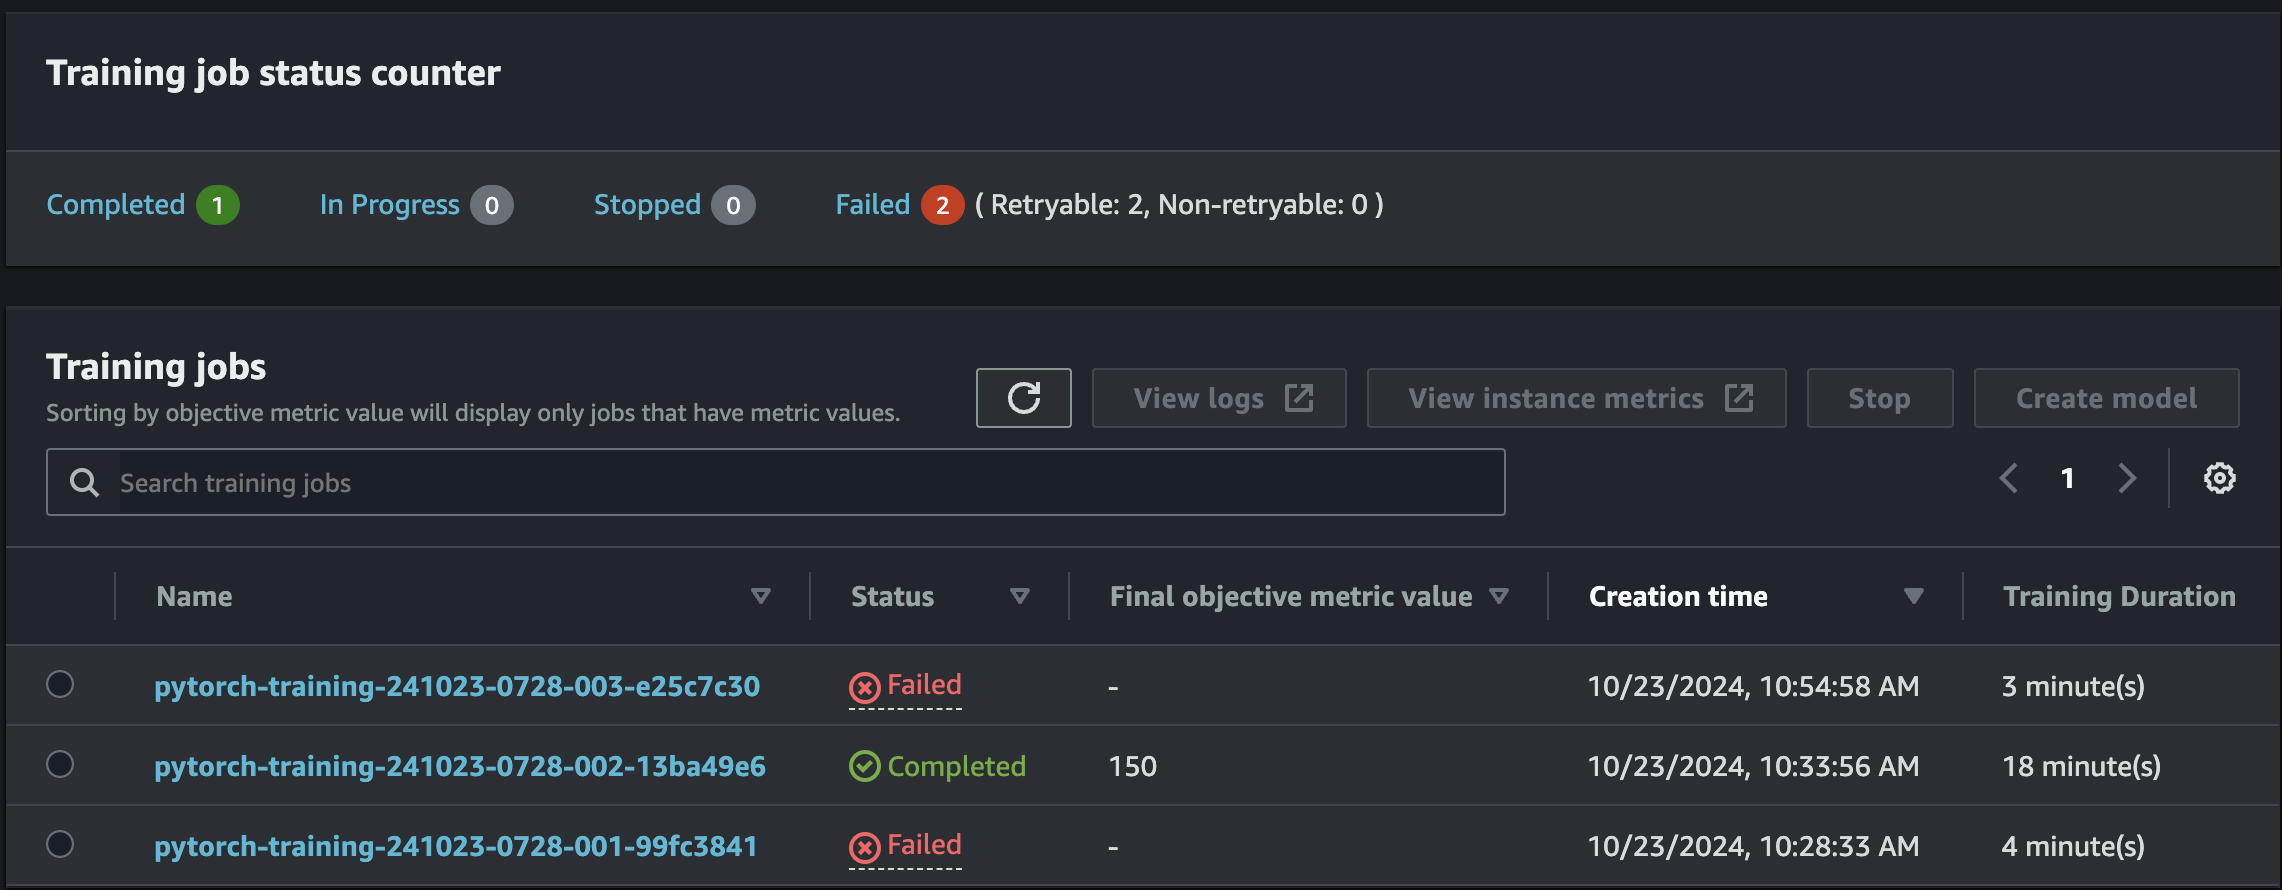 Training job status counter
Completed 1 In Progress 0 Stopped 0 Failed 2 ( Retryable: 2, Non-retryable: 0 )
Training jobs
Sorting by objective metric value will display only jobs that have metric values.
View logs View instance metrics Stop Create model
Search training jobs
1
Name Status Final objective metric value Creation time Training Duration
pytorch-training-241023-0728-003-e25c7c30 Failed - 10/23/2024, 10:54:58 AM 3 minute(s)
pytorch-training-241023-0728-002-13ba49e6 Completed 150 10/23/2024, 10:33:56 AM 18 minute(s)
pytorch-training-241023-0728-001-99fc3841 Failed - 10/23/2024, 10:28:33 AM 4 minute(s)